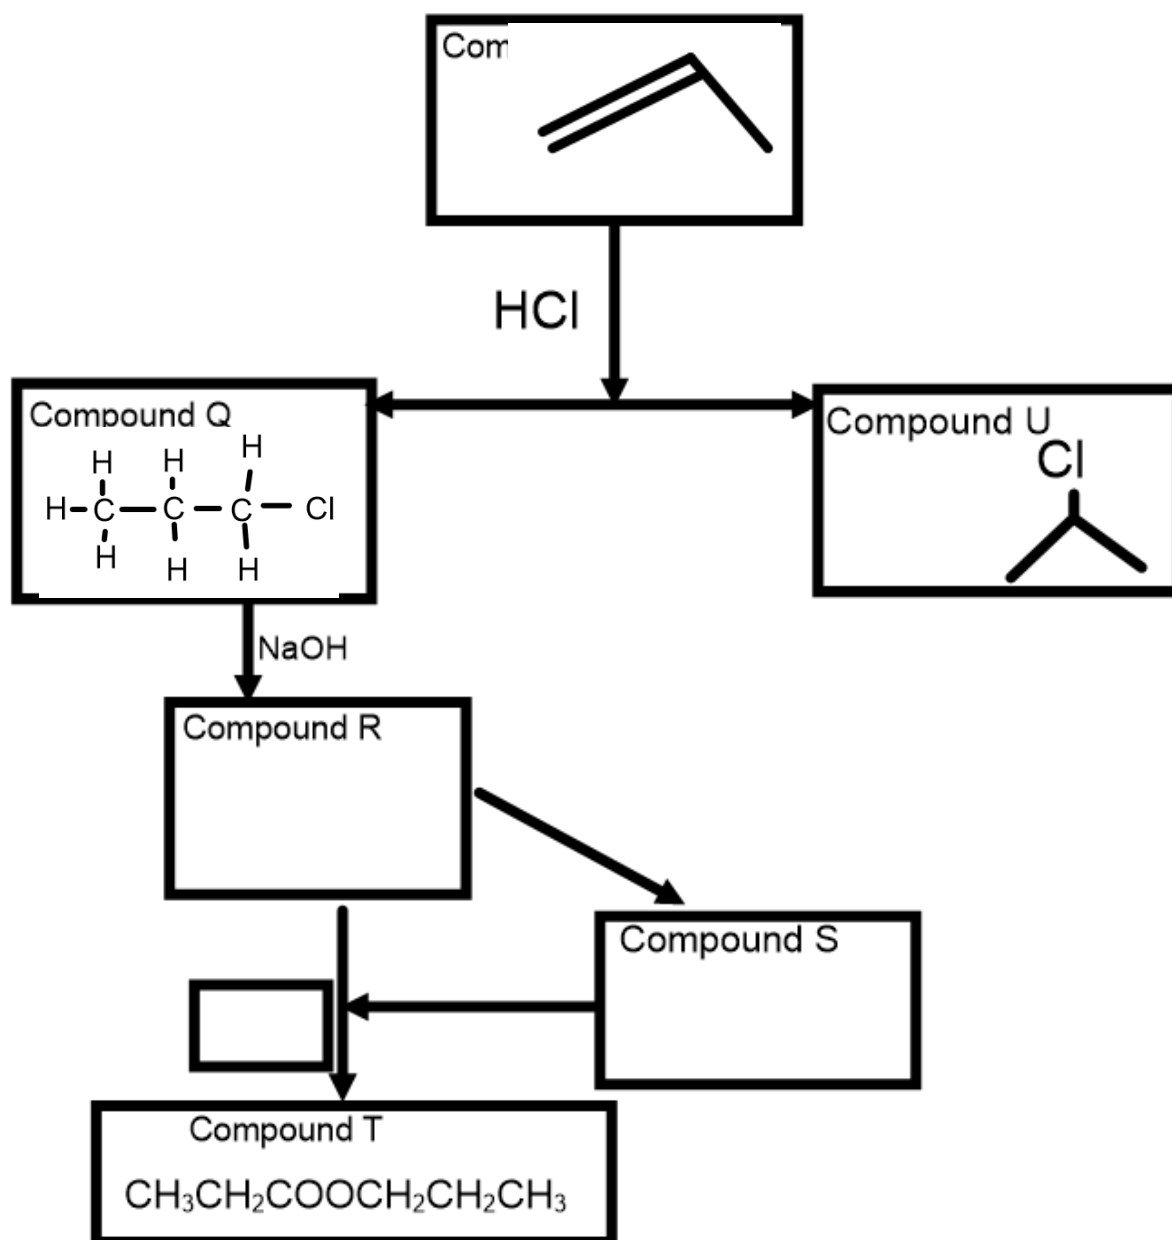 Com
HCl
Compound Q
H H H
H C C C Cl
H H H
Compound U
Cl
NaOH
Compound R
Compound S
Compound T
CH₃CH₂COOCH₂CH₂CH₃